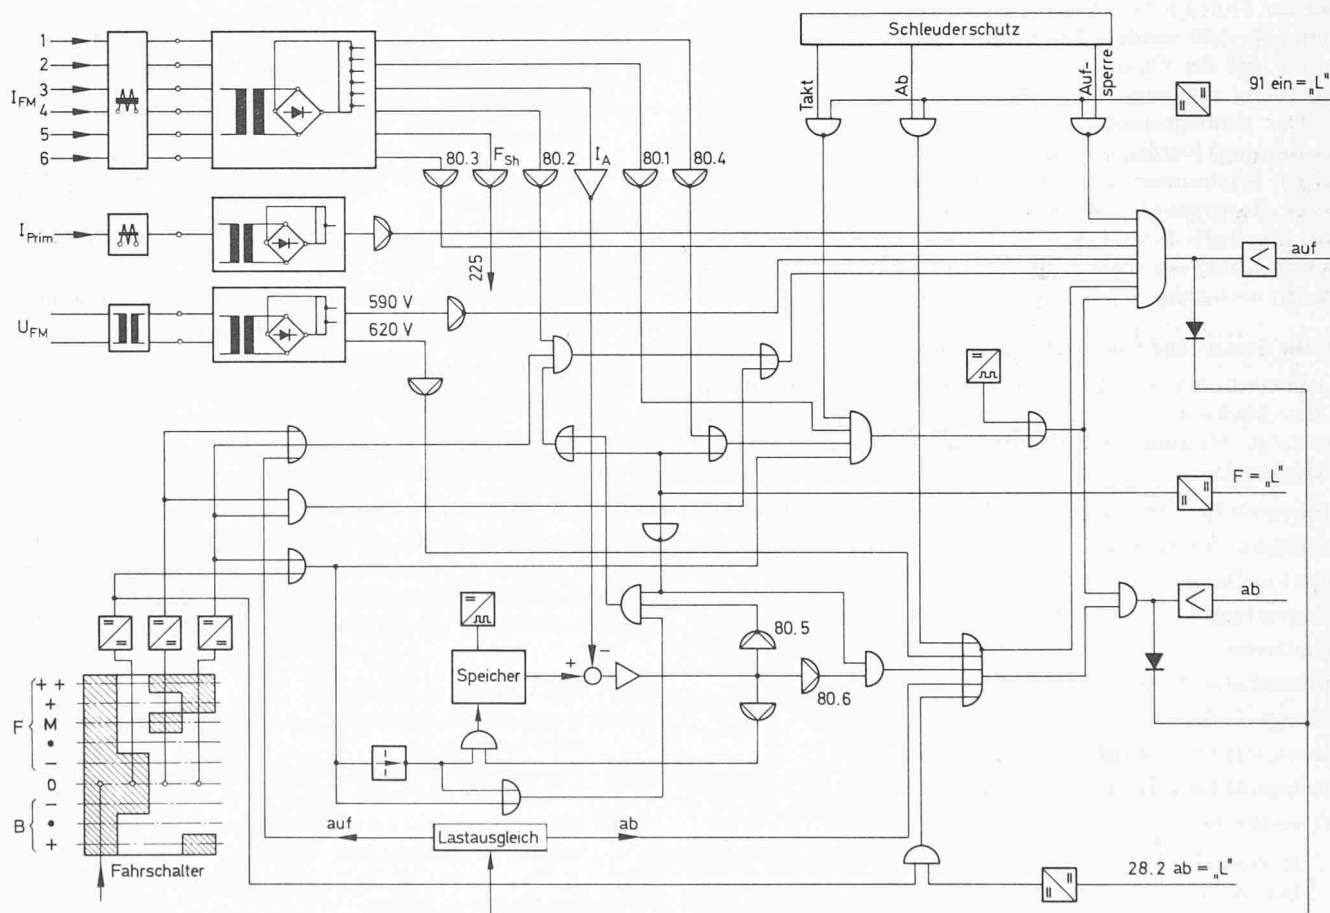 Schleuderschutz
Takt
Ab
Auf-
sperre
91 ein = „L"
1
2
3
I_FM
4
5
6
80.3
F_Sh
80.2
I_A
80.1
80.4
I_Prim.
225
auf
590 V
U_FM
620 V
F = „L"
ab
80.5
Speicher
+
−
80.6
+ +
+
F
M
•
−
0
−
B
•
+
Fahrschalter
auf
Lastausgleich
ab
28.2 ab = „L"